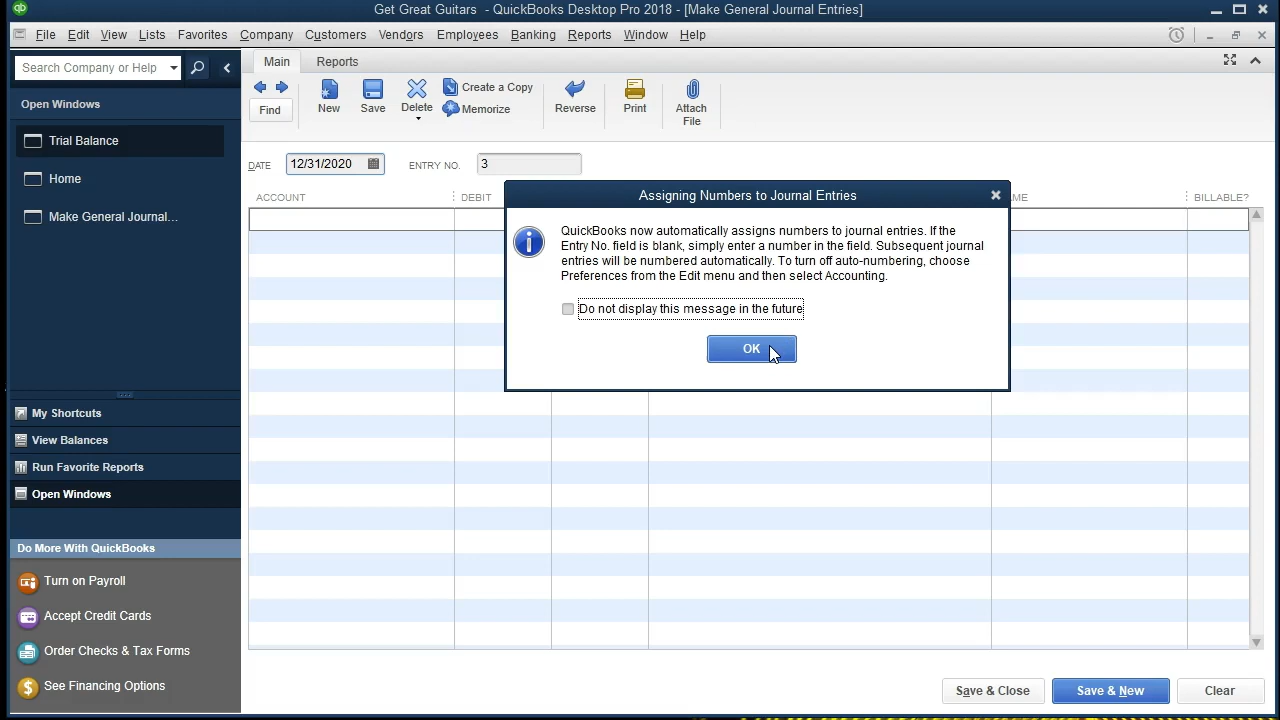 qb
Get Great Guitars - QuickBooks Desktop Pro 2018 - [Make General Journal Entries]
File Edit View Lists Favorites Company Customers Vendors Employees Banking Reports Window Help
Search Company or Help
Main Reports
Find
New
Save
Delete
Create a Copy
Memorize
Reverse
Print
Attach
File
Open Windows
Trial Balance
Home
Make General Journal...
DATE 12/31/2020 ENTRY NO. 3
ACCOUNT DEBIT ME BILLABLE?
Assigning Numbers to Journal Entries
QuickBooks now automatically assigns numbers to journal entries. If the
Entry No. field is blank, simply enter a number in the field. Subsequent journal
entries will be numbered automatically. To turn off auto-numbering, choose
Preferences from the Edit menu and then select Accounting.
Do not display this message in the future
OK
My Shortcuts
View Balances
Run Favorite Reports
Open Windows
Do More With QuickBooks
Turn on Payroll
Accept Credit Cards
Order Checks & Tax Forms
See Financing Options
Save & Close Save & New Clear